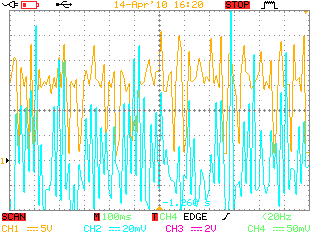 14-Apr'10 16:20 STOP
1
-1.260 s
SCAN M 100ms T CH4 EDGE <20Hz
CH1 5V CH2 20mV CH3 2V CH4 50mV